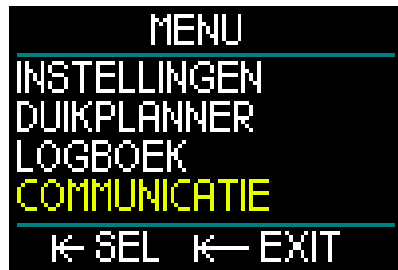 MENU
INSTELLINGEN
DUIKPLANNER
LOGBOEK
COMMUNICATIE
SEL EXIT